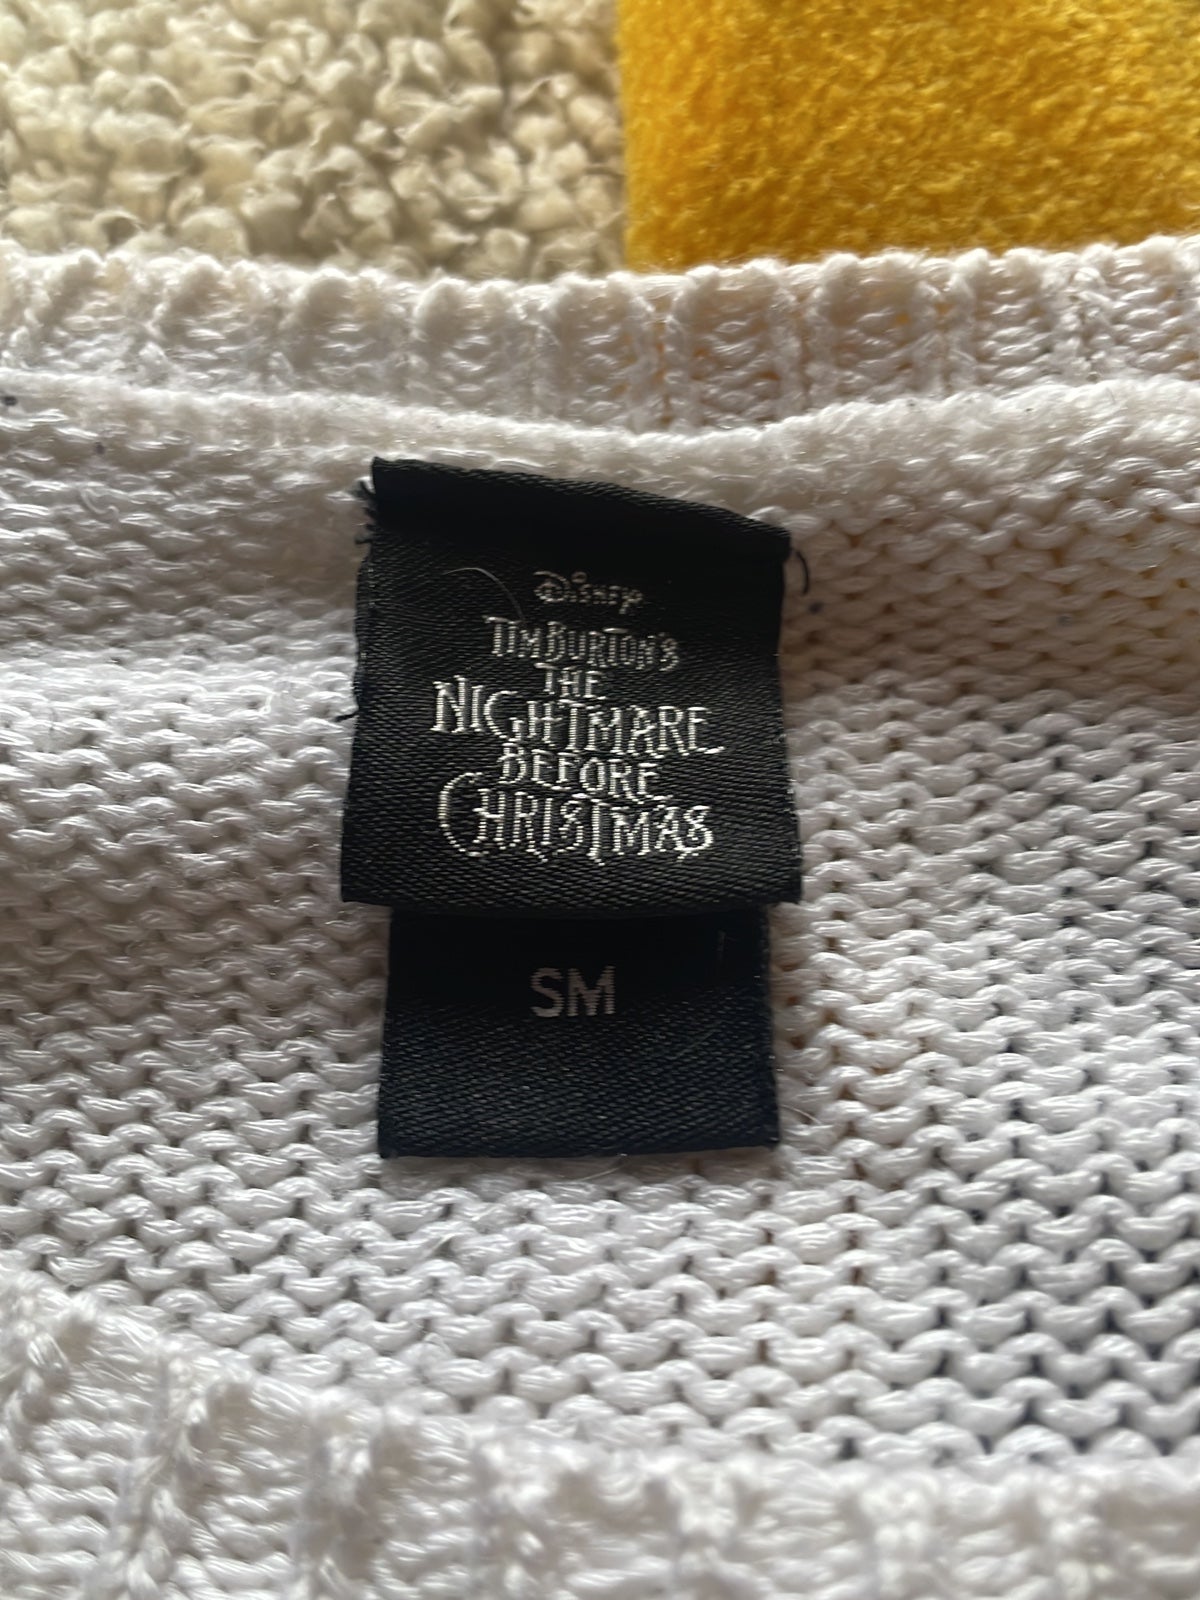 Disney
TIM BURTON'S
THE
NIGHTMARE
BEFORE
CHRISTMAS
SM